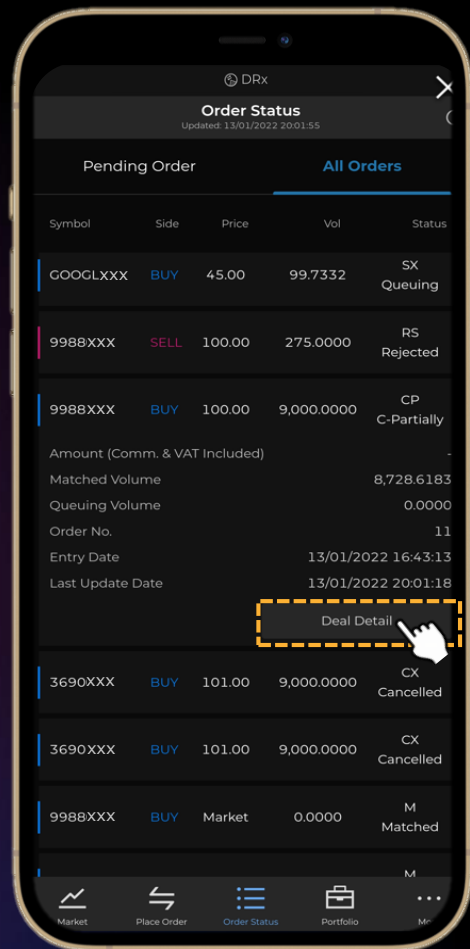 DRx
Order Status
Updated: 13/01/2022 20:01:55
Pending Order All Orders
Symbol Side Price Vol Status
GOOGLXXX BUY 45.00 99.7332 SX
Queuing
9988XXX SELL 100.00 275.0000 RS
Rejected
9988XXX BUY 100.00 9,000.0000 CP
C-Partially
Amount (Comm. & VAT Included) -
Matched Volume 8,728.6183
Queuing Volume 0.0000
Order No. 11
Entry Date 13/01/2022 16:43:13
Last Update Date 13/01/2022 20:01:18
Deal Detail
3690XXX BUY 101.00 9,000.0000 CX
Cancelled
3690XXX BUY 101.00 9,000.0000 CX
Cancelled
9988XXX BUY Market 0.0000 M
Matched
M
Market Place Order Order Status Portfolio